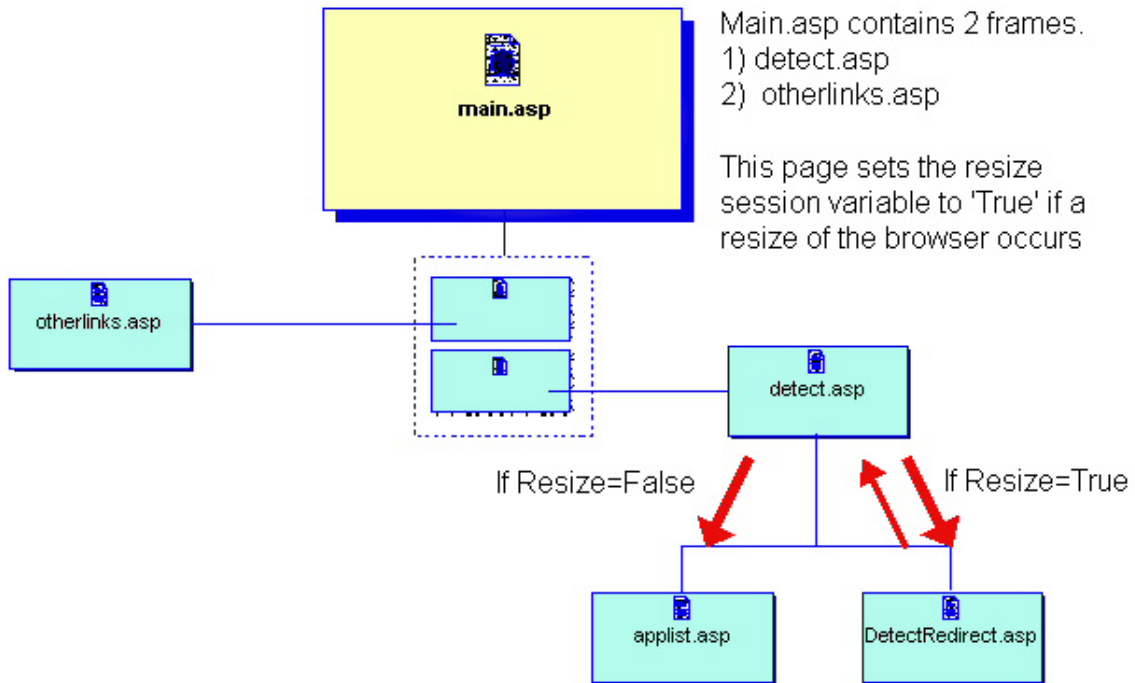 main.asp
Main.asp contains 2 frames.
1) detect.asp
2) otherlinks.asp
This page sets the resize
session variable to 'True' if a
resize of the browser occurs
otherlinks.asp
detect.asp
If Resize=False
If Resize=True
applist.asp
DetectRedirect.asp